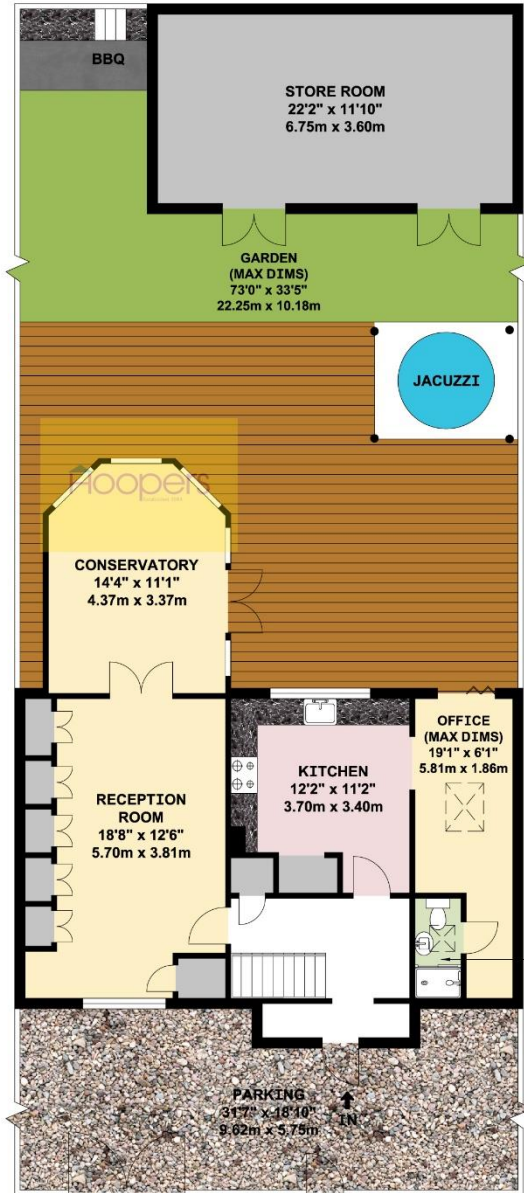 BBQ
STORE ROOM
22'2" x 11'10"
6.75m x 3.60m
GARDEN
(MAX DIMS)
73'0" x 33'5"
22.25m x 10.18m
JACUZZI
Hoopers
CONSERVATORY
14'4" x 11'1"
4.37m x 3.37m
OFFICE
(MAX DIMS)
19'1" x 6'1"
5.81m x 1.86m
KITCHEN
12'2" x 11'2"
3.70m x 3.40m
RECEPTION
ROOM
18'8" x 12'6"
5.70m x 3.81m
PARKING
31'7" x 18'10"
9.62m x 5.75m
IN